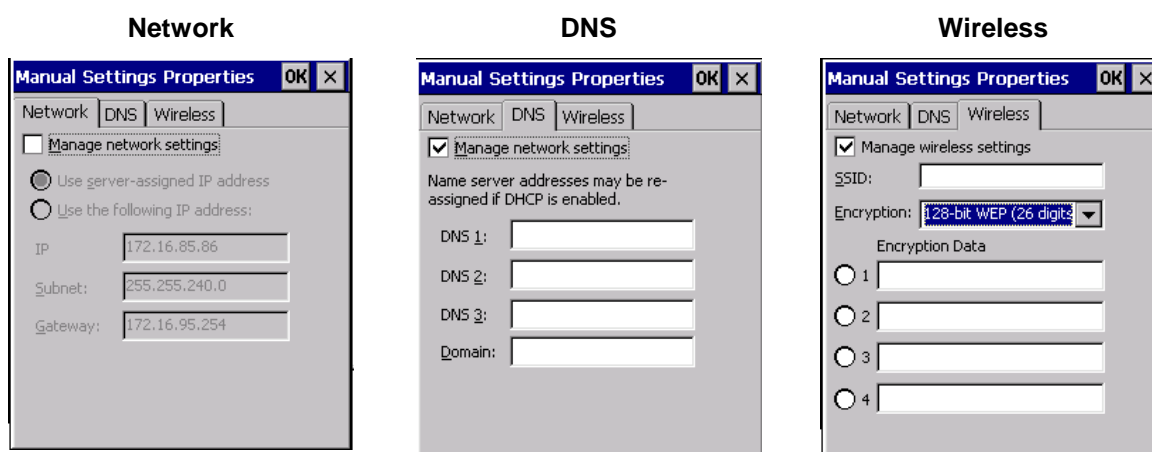 Network
Manual Settings Properties OK ×
Network DNS Wireless
Manage network settings
Use server-assigned IP address
Use the following IP address:
IP 172.16.85.86
Subnet: 255.255.240.0
Gateway: 172.16.95.254
DNS
Manual Settings Properties OK ×
Network DNS Wireless
Manage network settings
Name server addresses may be re-
assigned if DHCP is enabled.
DNS 1:
DNS 2:
DNS 3:
Domain:
Wireless
Manual Settings Properties OK ×
Network DNS Wireless
Manage wireless settings
SSID:
Encryption: 128-bit WEP (26 digits
Encryption Data
1
2
3
4